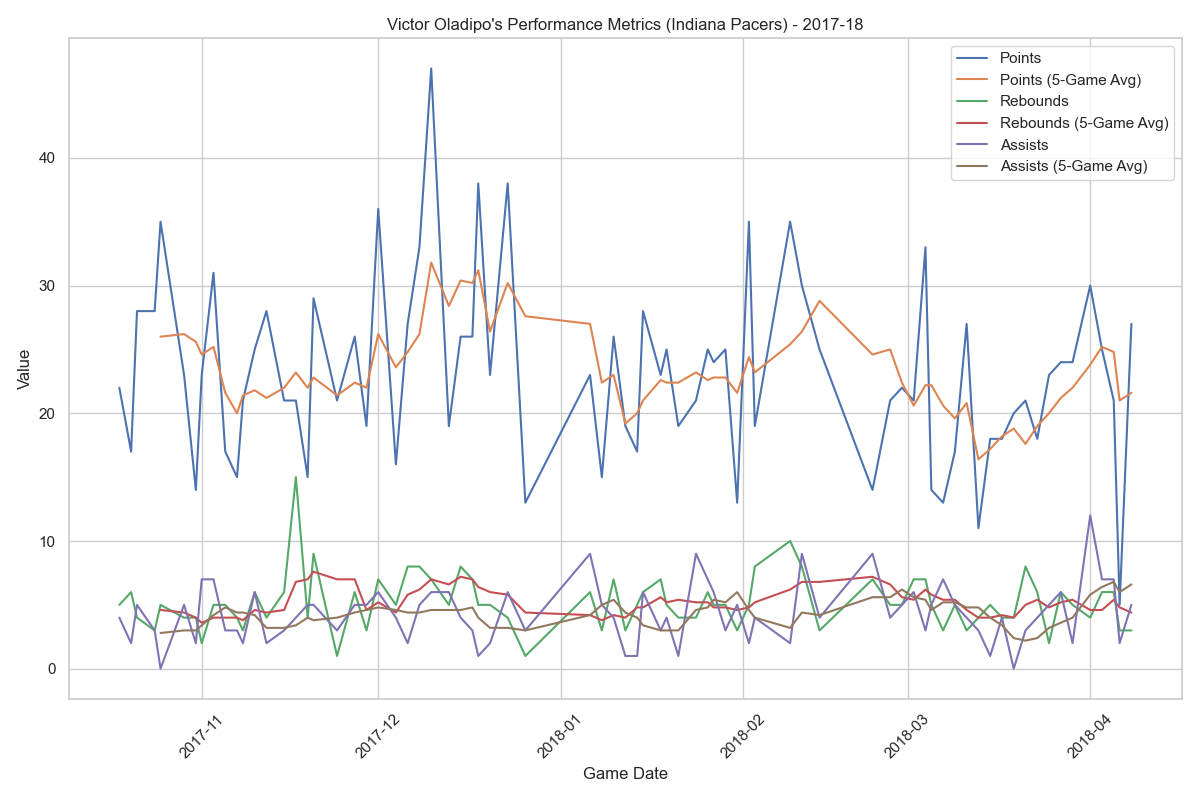 Victor Oladipo's Performance Metrics (Indiana Pacers) - 2017-18
Points
Points (5-Game Avg)
Rebounds
Rebounds (5-Game Avg)
Assists
Assists (5-Game Avg)
Value
40
30
20
10
0
2017-11
2017-12
2018-01
2018-02
2018-03
2018-04
Game Date